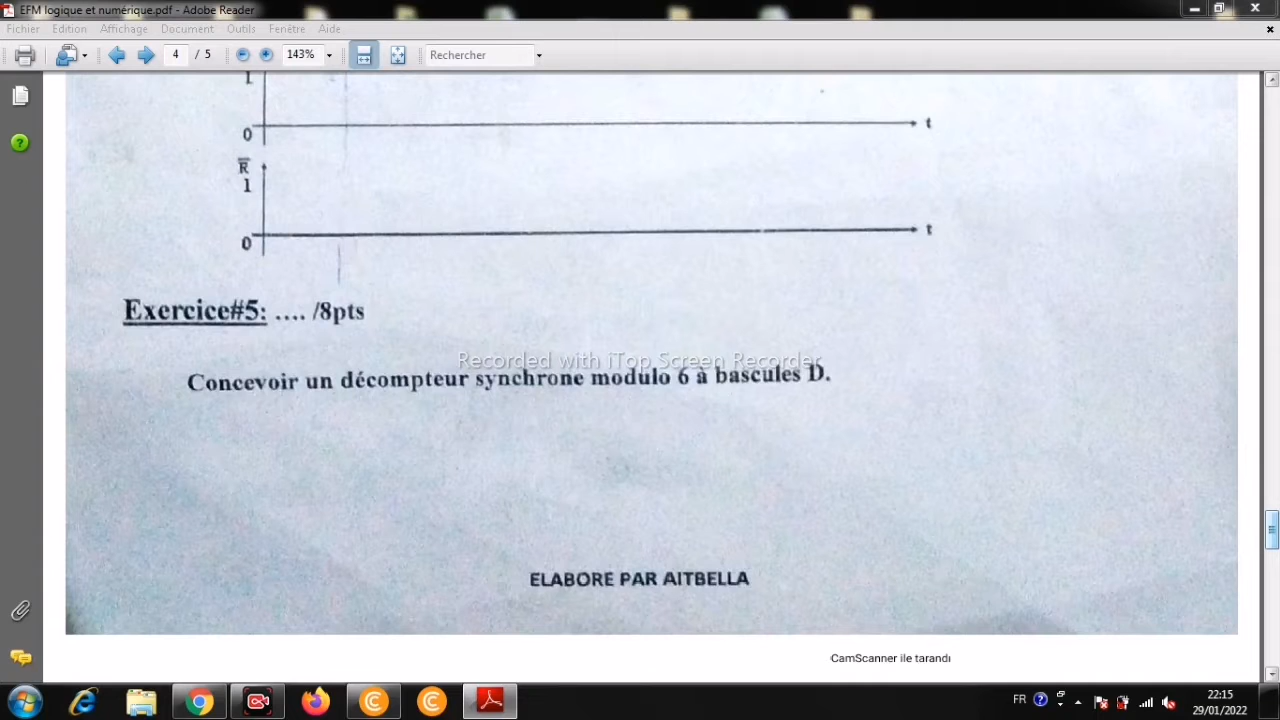 EFM logique et numérique.pdf - Adobe Reader
Fichier Edition Affichage Document Outils Fenêtre Aide
4 / 5 143% Rechercher
1
0 t
R̅
1
0 t
Exercice#5: .... /8pts
Recorded with iTop Screen Recorder
Concevoir un décompteur synchrone modulo 6 à bascules D.
ELABORE PAR AITBELLA
CamScanner ile tarandı
FR
22:15
29/01/2022